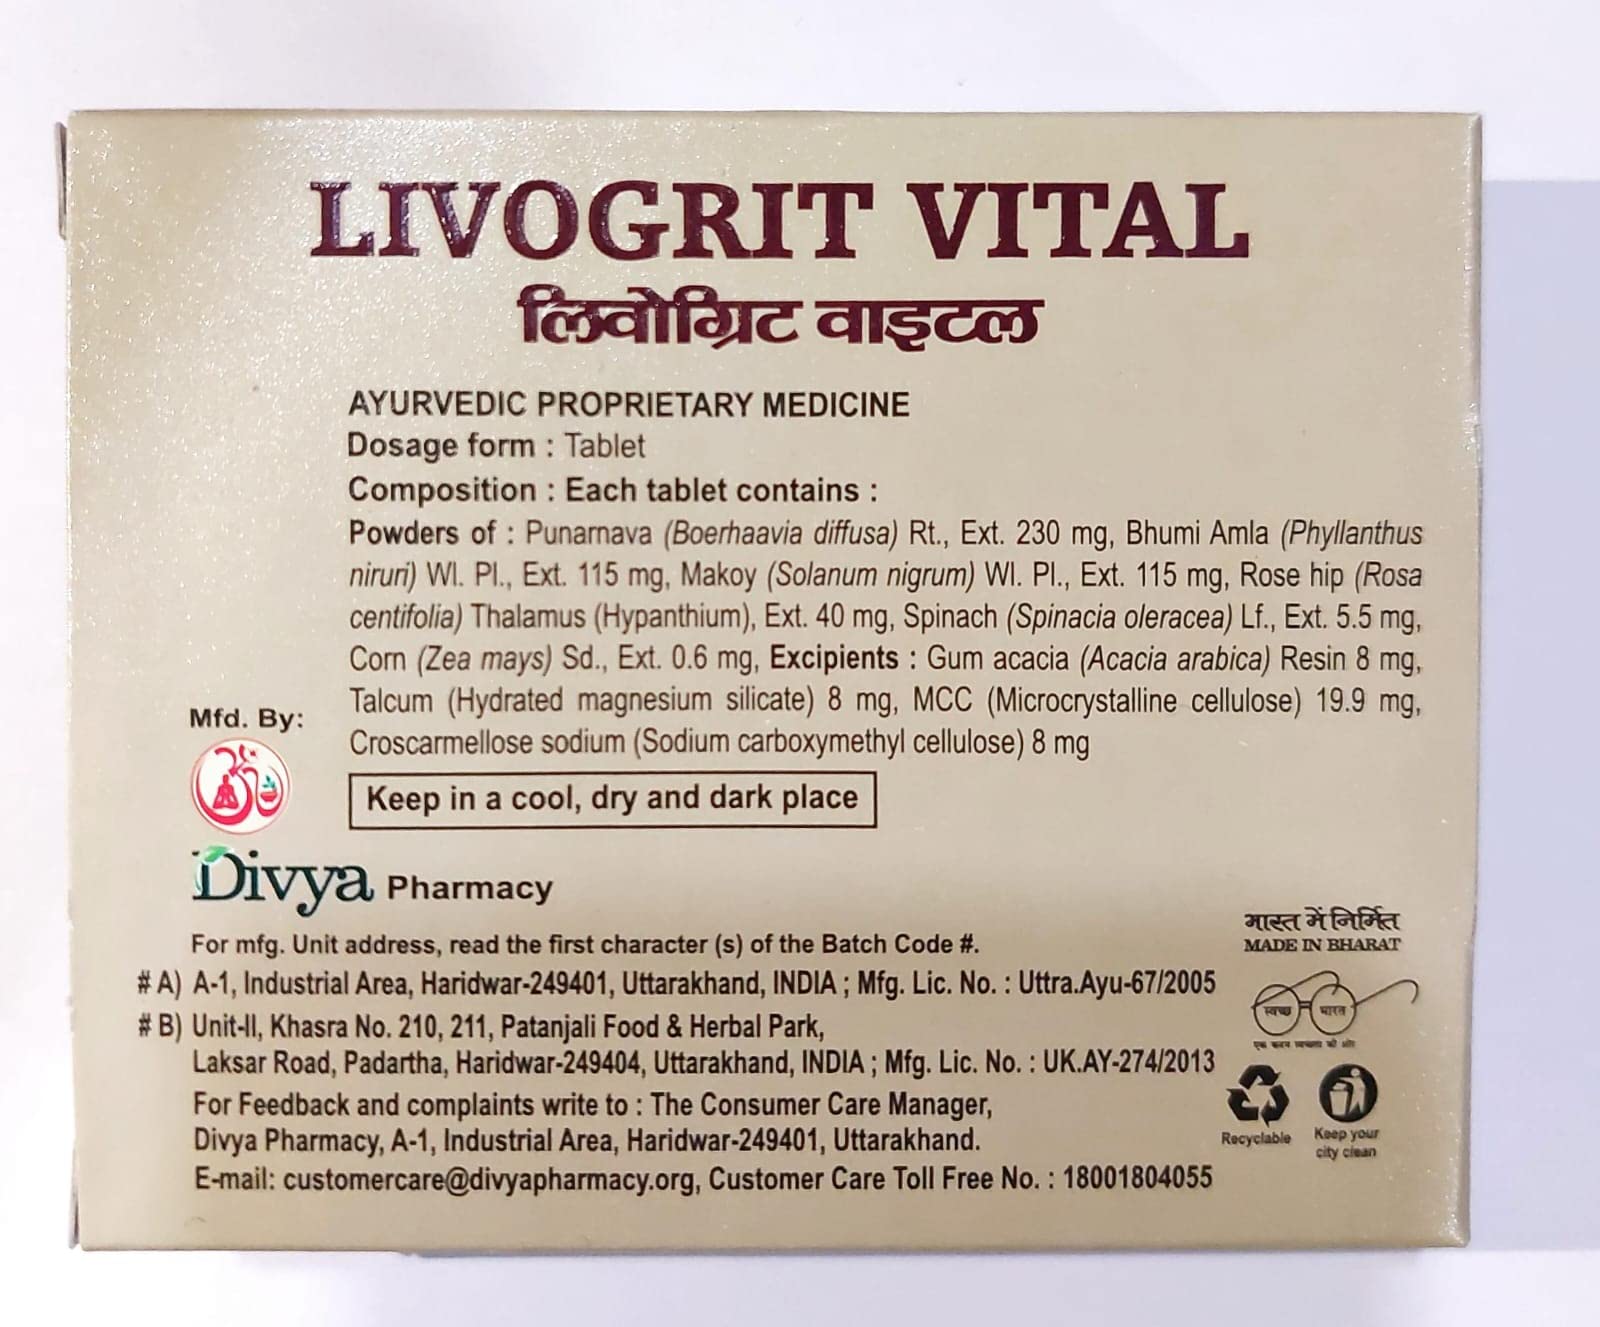 LIVOGRIT VITAL
लिवोग्रिट वाइटल
AYURVEDIC PROPRIETARY MEDICINE
Dosage form : Tablet
Composition : Each tablet contains :
Powders of : Punarnava (Boerhaavia diffusa) Rt., Ext. 230 mg, Bhumi Amla (Phyllanthus
niruri) Wl. Pl., Ext. 115 mg, Makoy (Solanum nigrum) Wl. Pl., Ext. 115 mg, Rose hip (Rosa
centifolia) Thalamus (Hypanthium), Ext. 40 mg, Spinach (Spinacia oleracea) Lf., Ext. 5.5 mg,
Corn (Zea mays) Sd., Ext. 0.6 mg, Excipients : Gum acacia (Acacia arabica) Resin 8 mg,
Talcum (Hydrated magnesium silicate) 8 mg, MCC (Microcrystalline cellulose) 19.9 mg,
Croscarmellose sodium (Sodium carboxymethyl cellulose) 8 mg
Keep in a cool, dry and dark place
Mfd. By:
Divya Pharmacy
For mfg. Unit address, read the first character (s) of the Batch Code #.
# A) A-1, Industrial Area, Haridwar-249401, Uttarakhand, INDIA ; Mfg. Lic. No. : Uttra.Ayu-67/2005
# B) Unit-II, Khasra No. 210, 211, Patanjali Food & Herbal Park,
Laksar Road, Padartha, Haridwar-249404, Uttarakhand, INDIA ; Mfg. Lic. No. : UK.AY-274/2013
For Feedback and complaints write to : The Consumer Care Manager,
Divya Pharmacy, A-1, Industrial Area, Haridwar-249401, Uttarakhand.
E-mail: customercare@divyapharmacy.org, Customer Care Toll Free No. : 18001804055
भारत में निर्मित
MADE IN BHARAT
स्वच्छ भारत
एक कदम स्वच्छता की ओर
Recyclable
Keep your
city clean